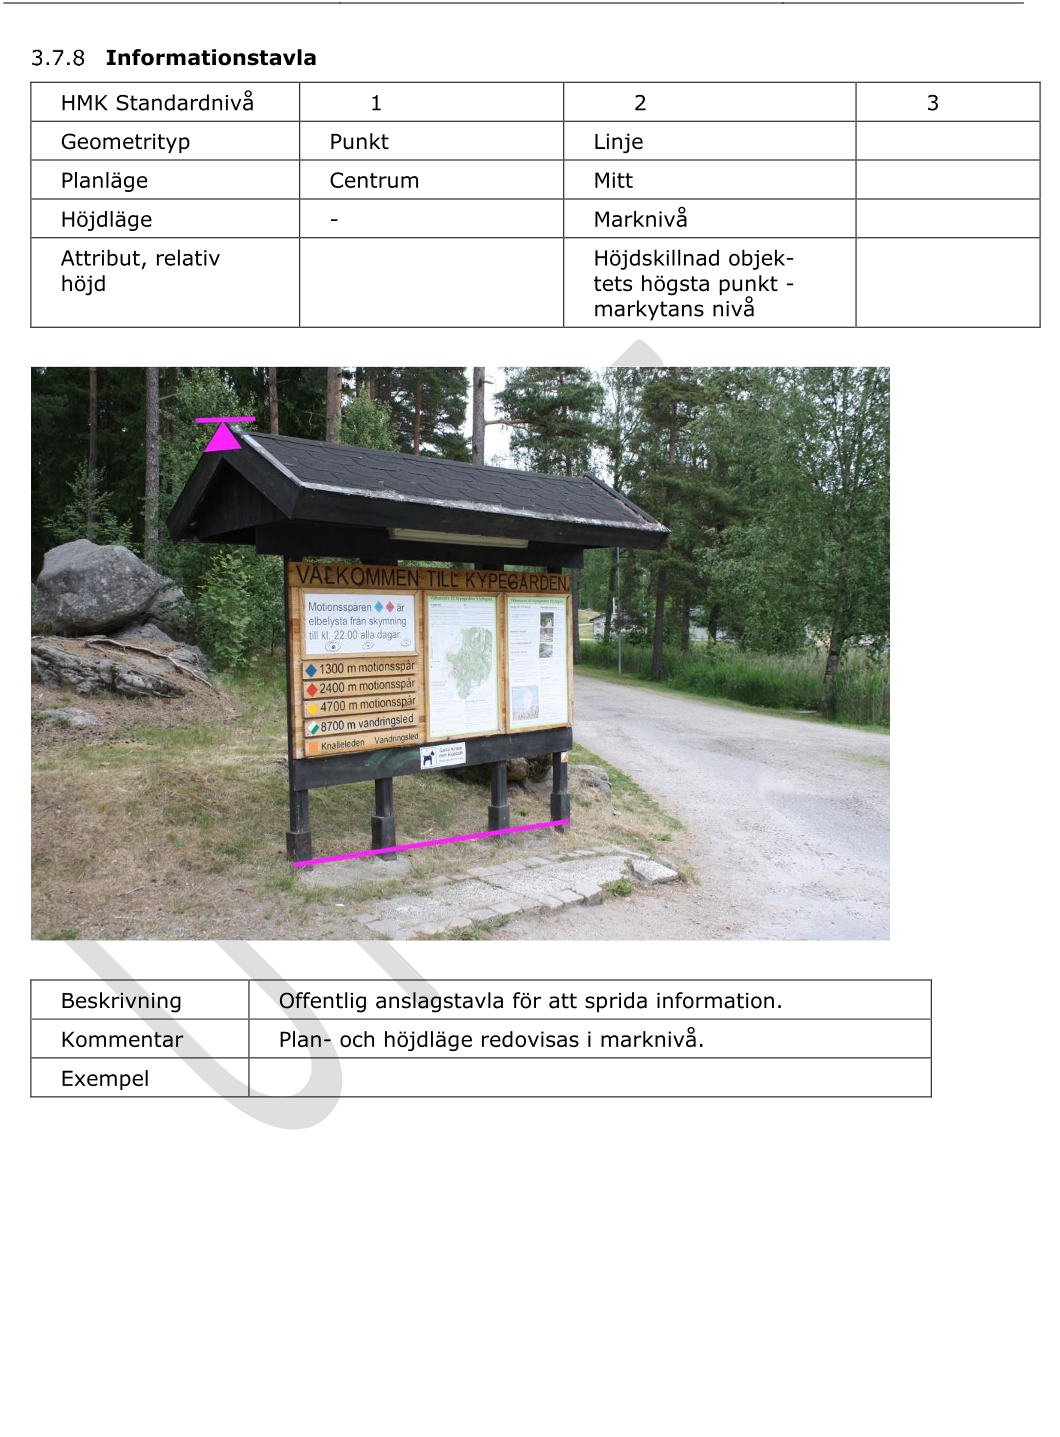 3.7.8 Informationstavla
HMK Standardnivå 1 2 3
Geometrityp Punkt Linje
Planläge Centrum Mitt
Höjdläge - Marknivå
Attribut, relativ höjd Höjdskillnad objek-
tets högsta punkt -
markytans nivå
VÄLKOMMEN TILL KYPEGÅRDEN
Motionsspåren är
elbelysta från skymning
till kl. 22.00 alla dagar.
1300 m motionsspår
2400 m motionsspår
4700 m motionsspår
8700 m vandringsled
Knalleleden Vandringsled
Beskrivning Offentlig anslagstavla för att sprida information.
Kommentar Plan- och höjdläge redovisas i marknivå.
Exempel